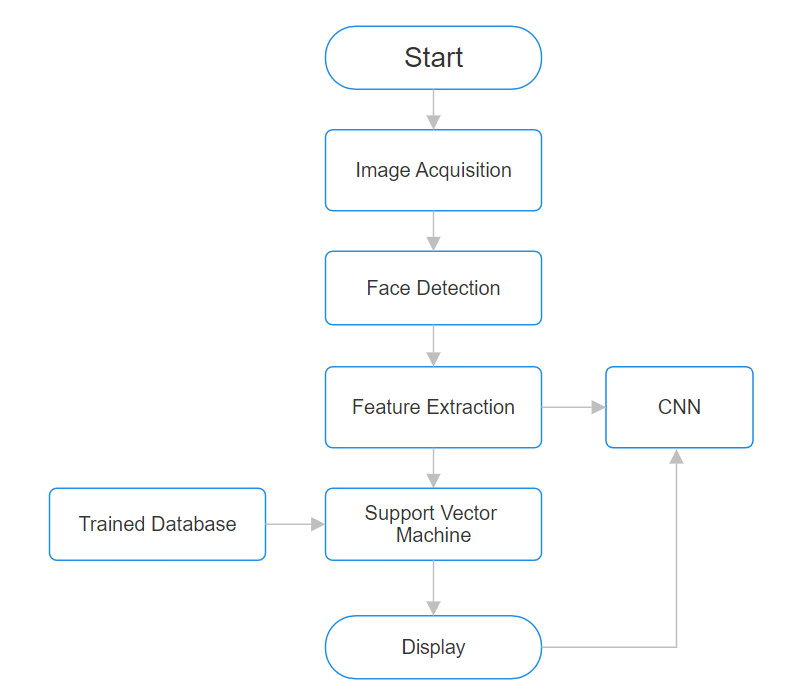 Start
Image Acquisition
Face Detection
Feature Extraction
CNN
Trained Database
Support Vector
Machine
Display